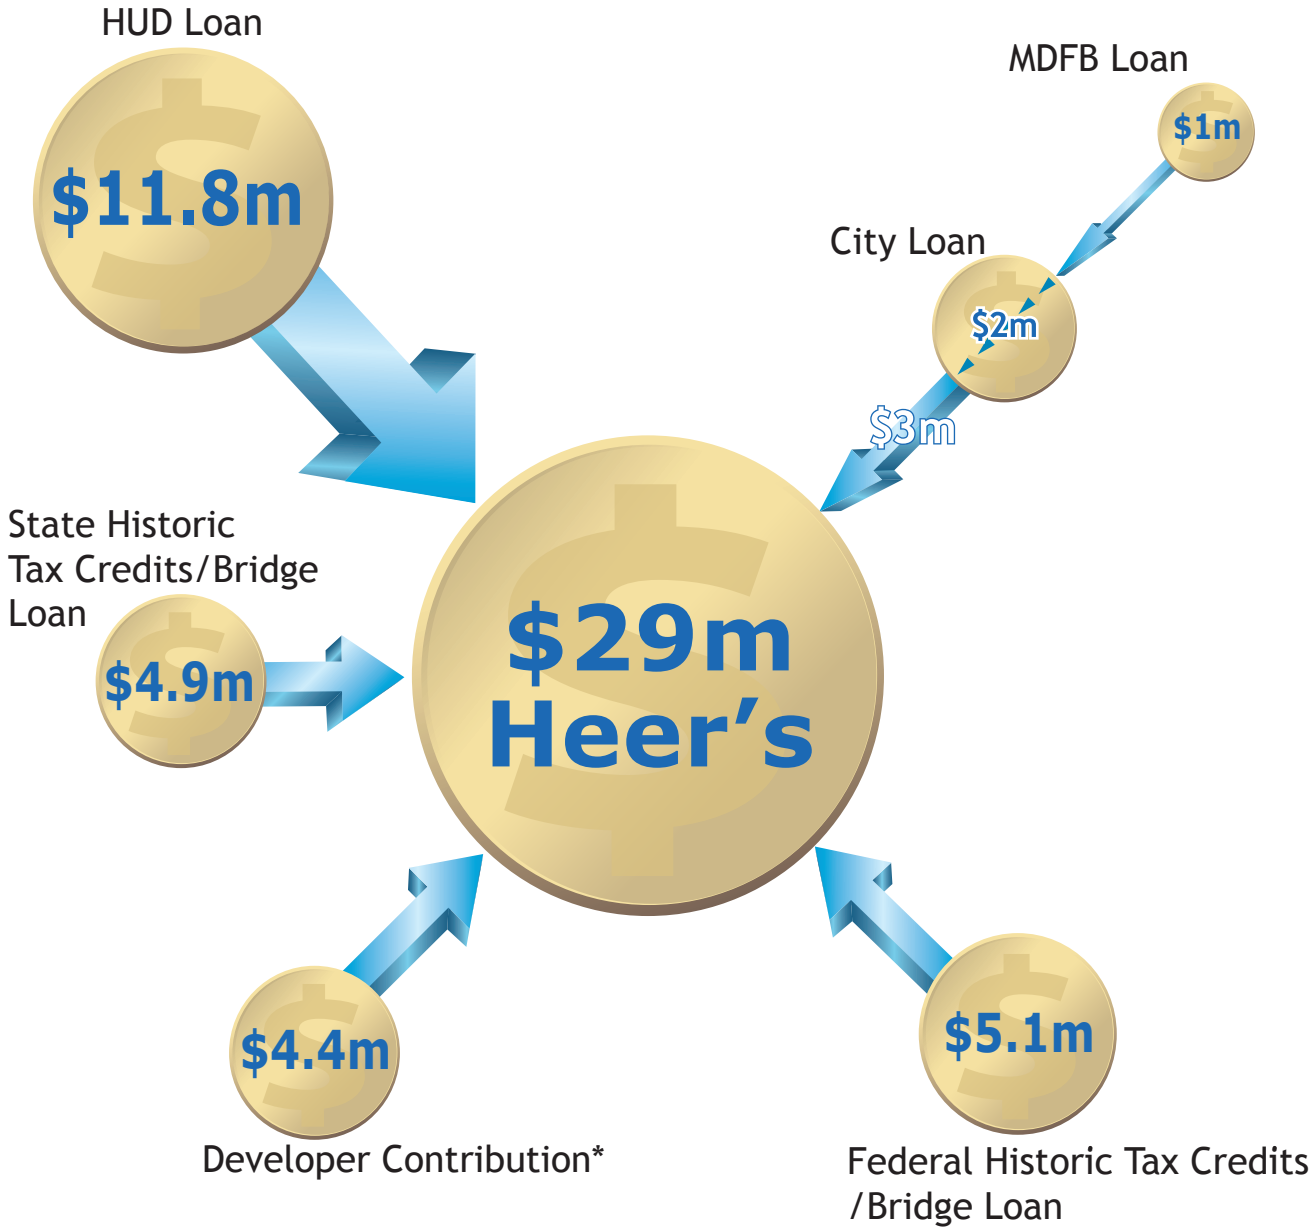 HUD Loan
$11.8m
MDFB Loan
$1m
City Loan
$2m
$3m
State Historic
Tax Credits/Bridge
Loan
$4.9m
$29m
Heer’s
$4.4m
Developer Contribution*
$5.1m
Federal Historic Tax Credits
/Bridge Loan